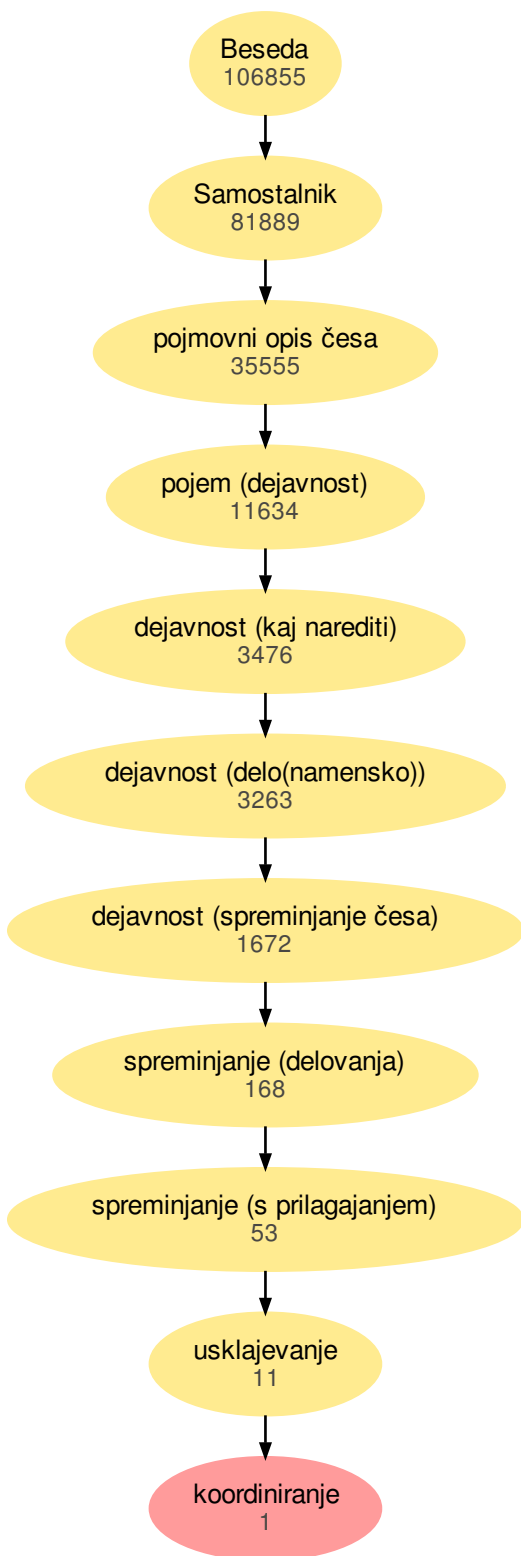 Beseda
106855
Samostalnik
81889
pojmovni opis česa
35555
pojem (dejavnost)
11634
dejavnost (kaj narediti)
3476
dejavnost (delo(namensko))
3263
dejavnost (spreminjanje česa)
1672
spreminjanje (delovanja)
168
spreminjanje (s prilagajanjem)
53
usklajevanje
11
koordiniranje
1